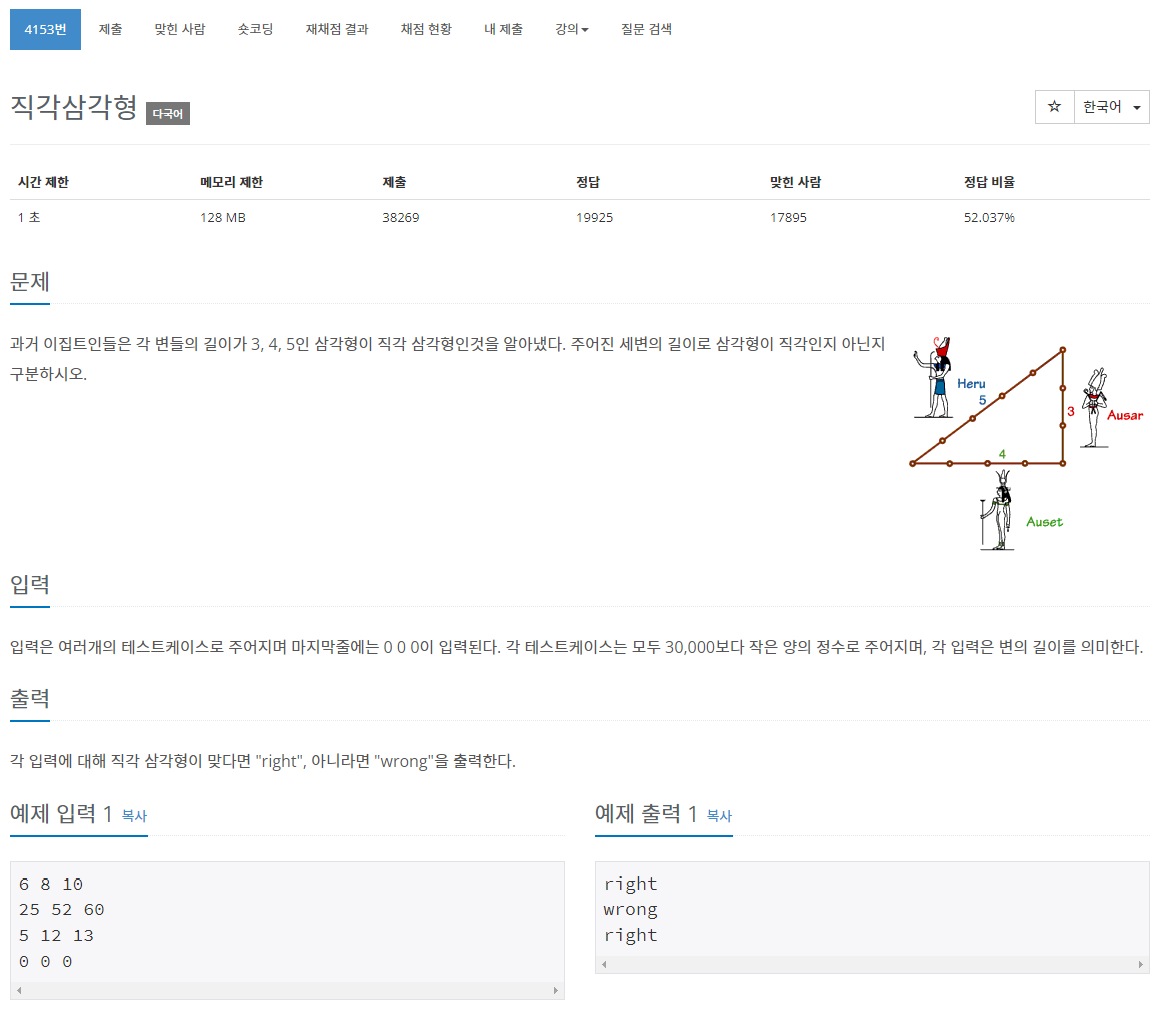 4153번 제출 맞힌 사람 숏코딩 재채점 결과 채점 현황 내 제출 강의 질문 검색
직각삼각형 다국어
☆ 한국어
시간 제한 메모리 제한 제출 정답 맞힌 사람 정답 비율
1 초 128 MB 38269 19925 17895 52.037%
문제
과거 이집트인들은 각 변들의 길이가 3, 4, 5인 삼각형이 직각 삼각형인것을 알아냈다. 주어진 세변의 길이로 삼각형이 직각인지 아닌지
구분하시오.
Heru
5
3
Ausar
4
Auset
입력
입력은 여러개의 테스트케이스로 주어지며 마지막줄에는 0 0 0이 입력된다. 각 테스트케이스는 모두 30,000보다 작은 양의 정수로 주어지며, 각 입력은 변의 길이를 의미한다.
출력
각 입력에 대해 직각 삼각형이 맞다면 "right", 아니라면 "wrong"을 출력한다.
예제 입력 1 복사
6 8 10
25 52 60
5 12 13
0 0 0
예제 출력 1 복사
right
wrong
right